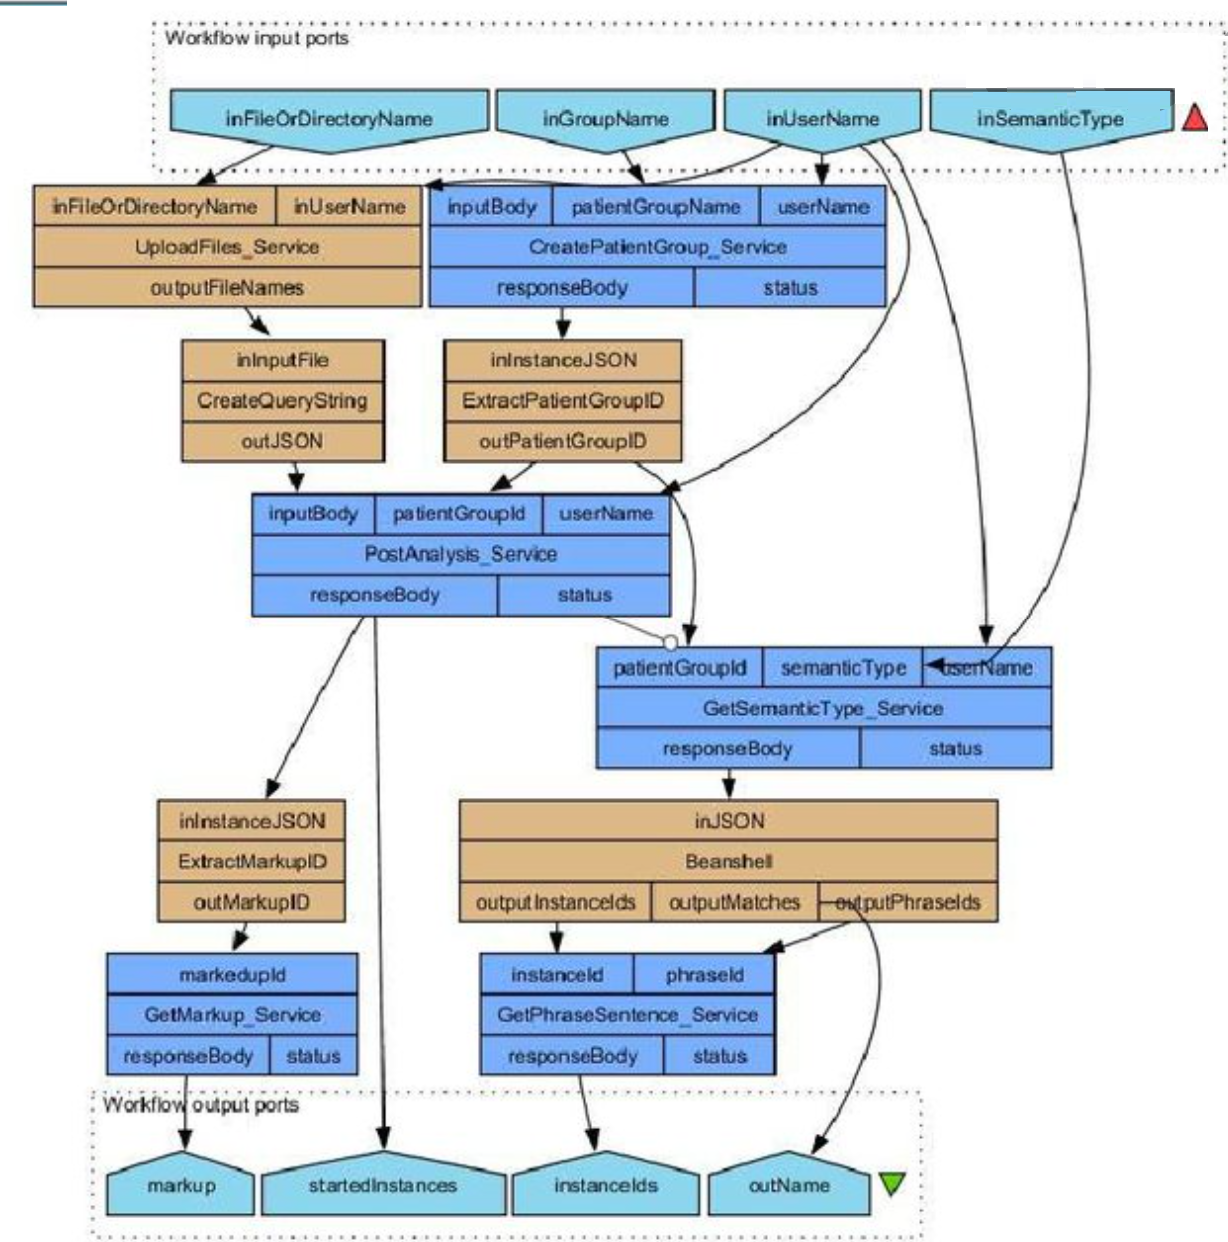 Workflow input ports
inFileOrDirectoryName inGroupName inUserName inSemanticType
inFileOrDirectoryName inUserName
UploadFiles_Service
outputFileNames
inputBody patientGroupName userName
CreatePatientGroup_Service
responseBody status
inInputFile
CreateQueryString
outJSON
inInstanceJSON
ExtractPatientGroupID
outPatientGroupID
inputBody patientGroupId userName
PostAnalysis_Service
responseBody status
patientGroupId semanticType userName
GetSemanticType_Service
responseBody status
inInstanceJSON
ExtractMarkupID
outMarkupID
inJSON
Beanshell
outputInstanceIds outputMatches outputPhraseIds
markedupId
GetMarkup_Service
responseBody status
instanceId phraseId
GetPhraseSentence_Service
responseBody status
Workflow output ports
markup startedInstances instanceIds outName